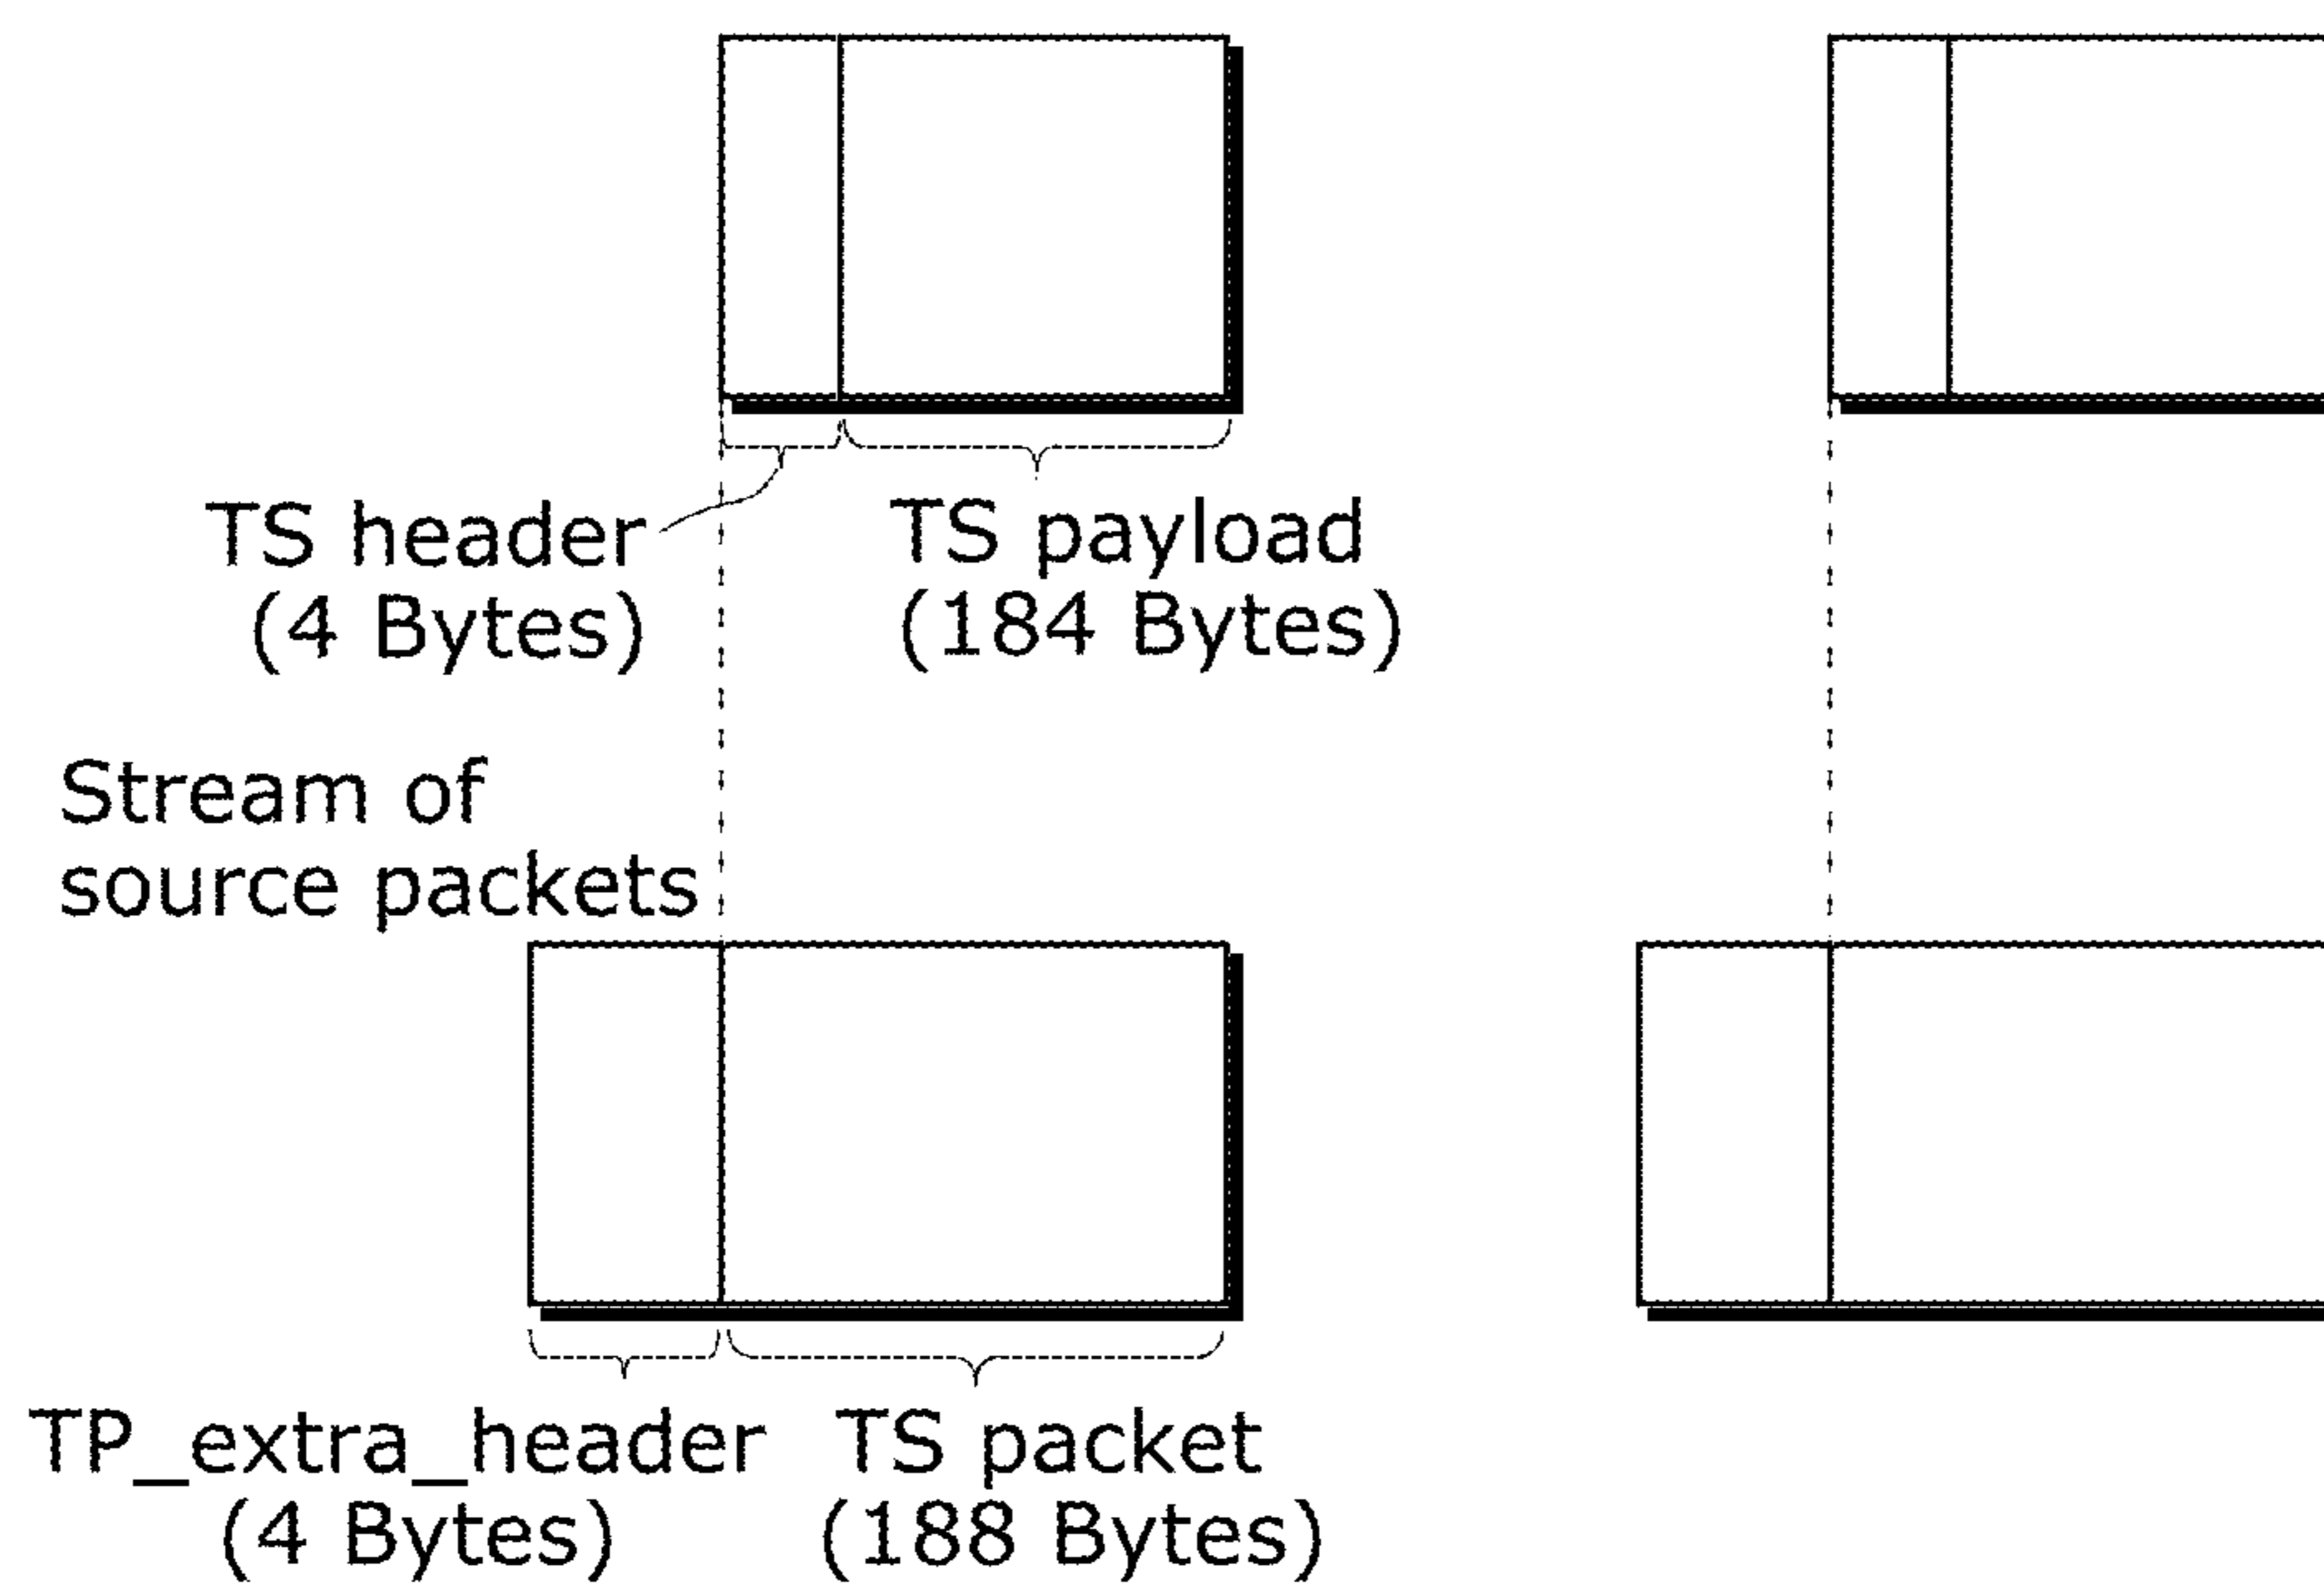 TS header
(4 Bytes)
TS payload
(184 Bytes)
Stream of
source packets
TP_extra_header
(4 Bytes)
TS packet
(188 Bytes)